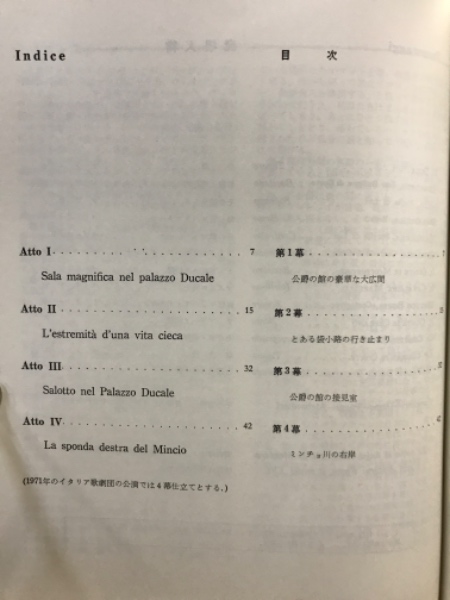 Indice 目次
Atto I 7 第1幕 7
Sala magnifica nel palazzo Ducale 公爵の館の豪華な大広間
Atto II 15 第2幕
L'estremità d'una vita cieca とある袋小路の行き止まり
Atto III 32 第3幕
Salotto nel Palazzo Ducale 公爵の館の接見室
Atto IV 42 第4幕
La sponda destra del Mincio ミンチョ川の右岸
(1971年のイタリア歌劇団の公演では4幕仕立てとする.)